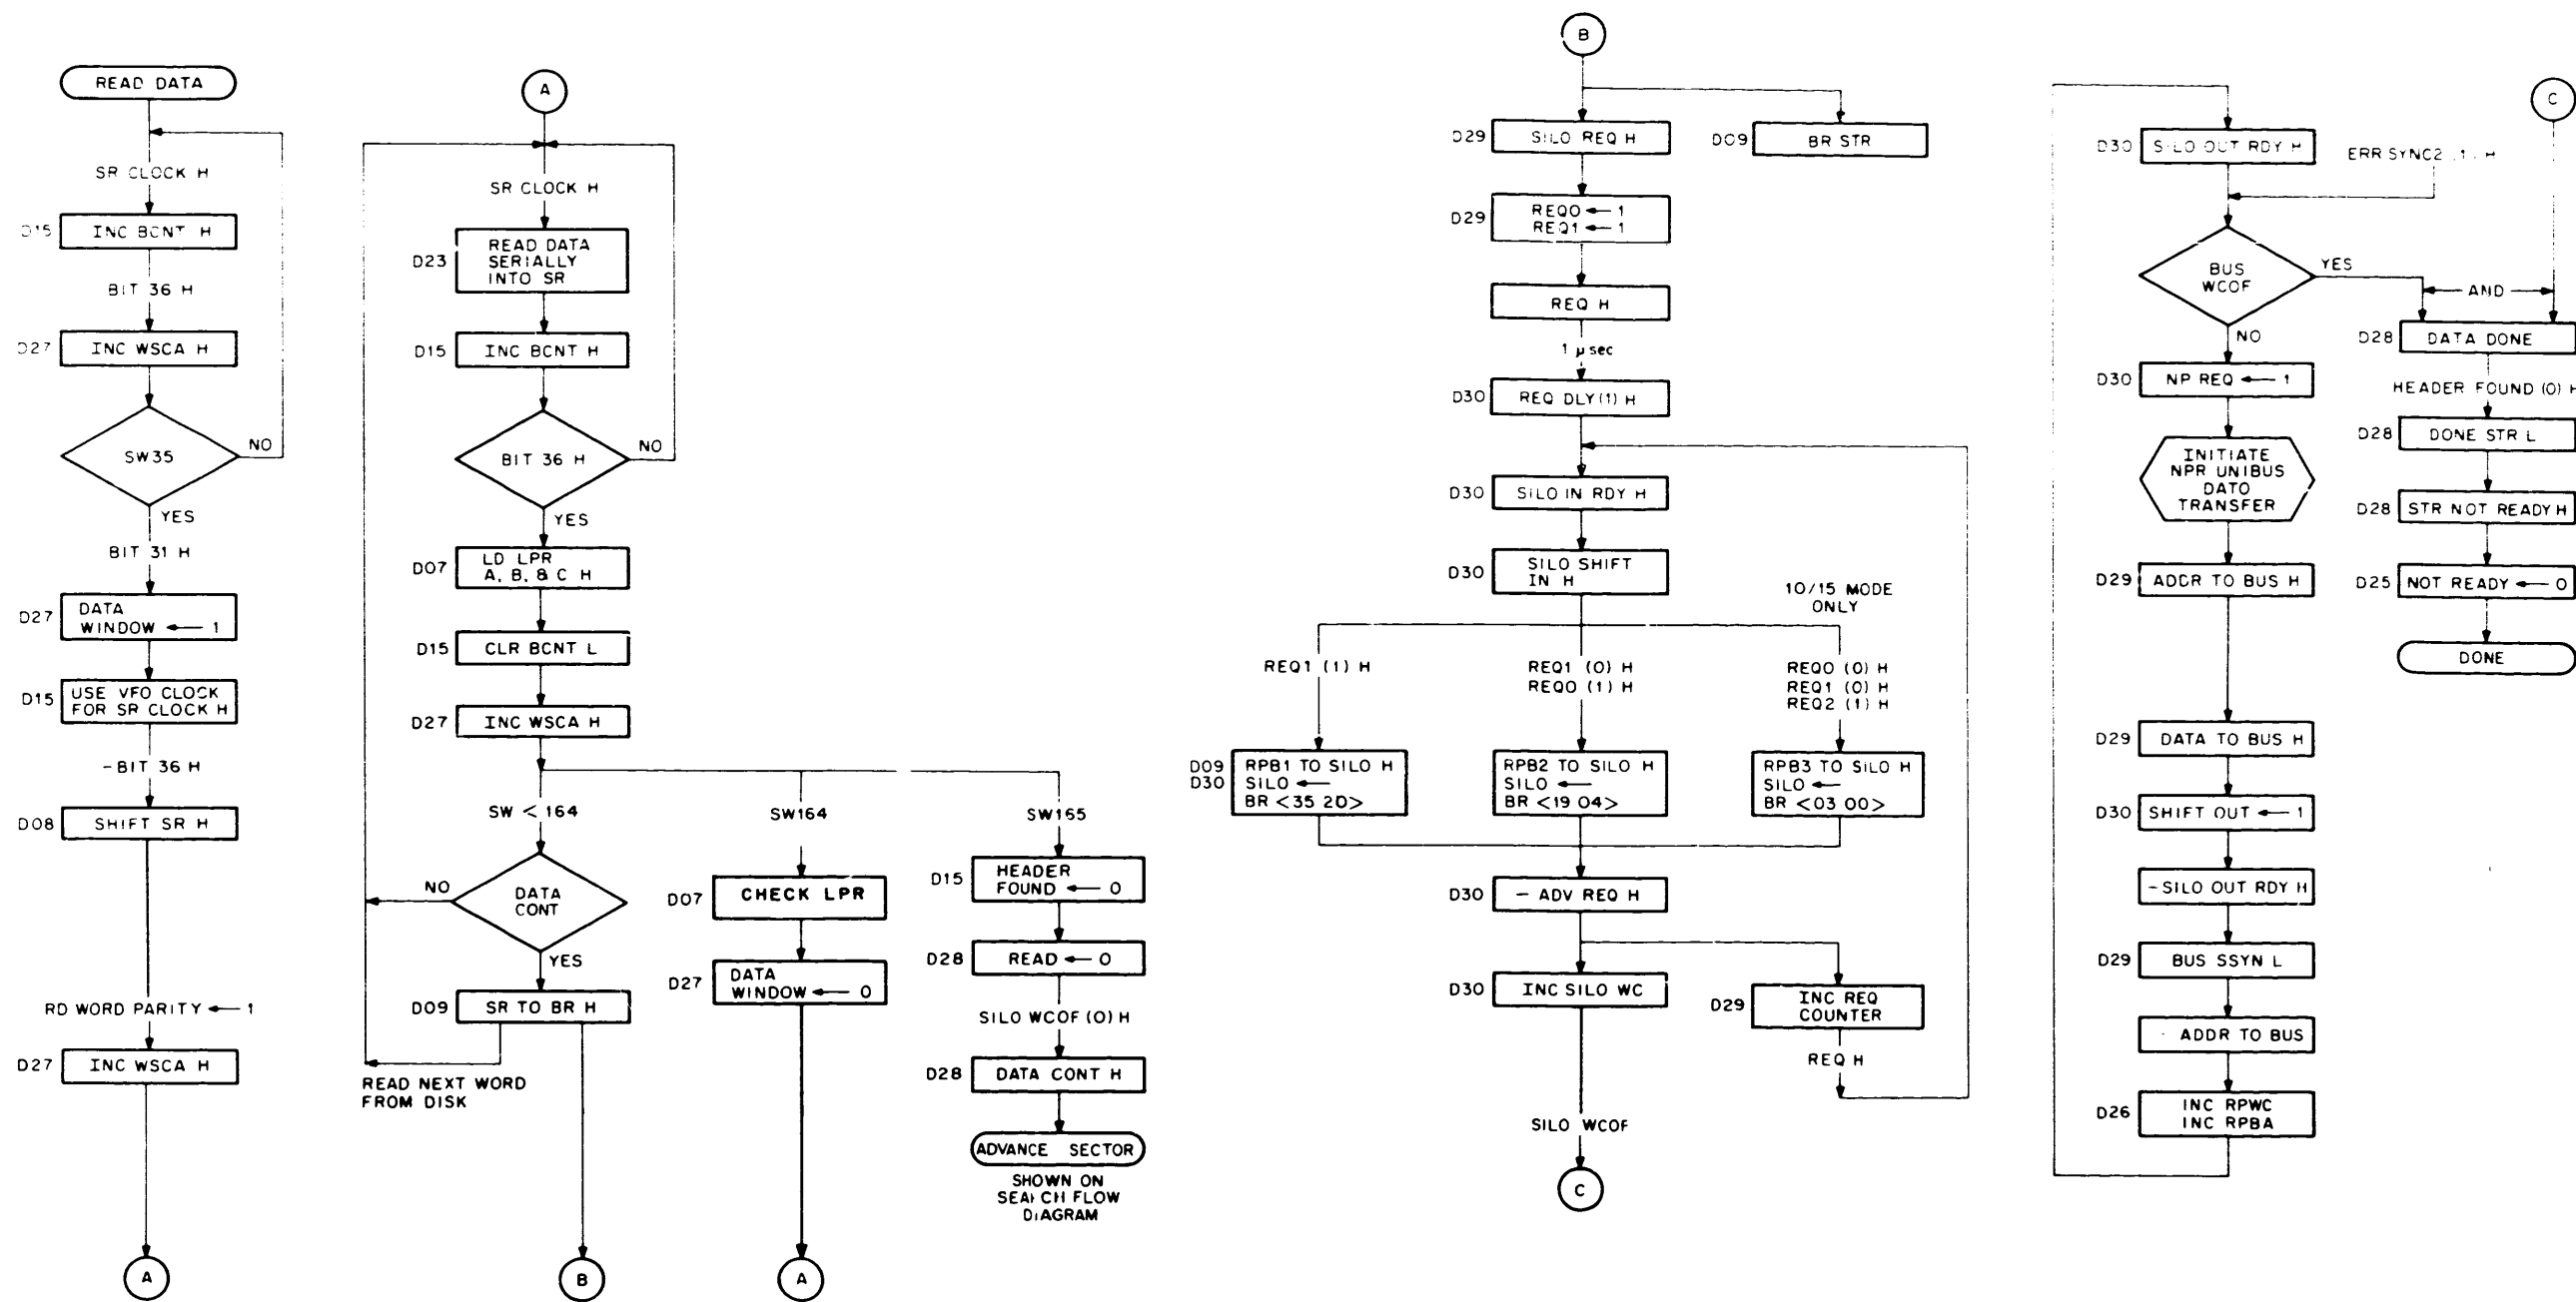 READ DATA
SR CLOCK H
D15
INC BCNT H
BIT 36 H
D27
INC WSCA H
SW35
NO
YES
BIT 31 H
D27
DATA
WINDOW ← 1
D15
USE VFO CLOCK
FOR SR CLOCK H
-BIT 36 H
D08
SHIFT SR H
RD WORD PARITY ← 1
D27
INC WSCA H
A
A
SR CLOCK H
D23
READ DATA
SERIALLY
INTO SR
D15
INC BCNT H
BIT 36 H
NO
YES
D07
LD LPR
A, B, & C H
D15
CLR BCNT L
D27
INC WSCA H
SW < 164
NO
DATA
CONT
YES
D09
SR TO BR H
READ NEXT WORD
FROM DISK
B
SW164
D07
CHECK LPR
D27
DATA
WINDOW ← 0
A
SW165
D15
HEADER
FOUND ← 0
D28
READ ← 0
SILO WCOF (0) H
D28
DATA CONT H
ADVANCE SECTOR
SHOWN ON
SEARCH FLOW
DIAGRAM
B
D29
SILO REQ H
D09
BR STR
D29
REQ0 ← 1
REQ1 ← 1
REQ H
1 μsec
D30
REQ DLY(1) H
D30
SILO IN RDY H
D30
SILO SHIFT
IN H
10/15 MODE
ONLY
REQ1 (1) H
REQ1 (0) H
REQ0 (1) H
REQ0 (0) H
REQ1 (0) H
REQ2 (1) H
D09
D30
RPB1 TO SILO H
SILO ←
BR <35 20>
RPB2 TO SILO H
SILO ←
BR <19 04>
RPB3 TO SILO H
SILO ←
BR <03 00>
D30
- ADV REQ H
D30
INC SILO WC
D29
INC REQ
COUNTER
REQ H
SILO WCOF
C
D30
SILO OUT RDY H
ERR SYNC2 (1) H
BUS
WCOF
YES
NO
D30
NP REQ ← 1
INITIATE
NPR UNIBUS
DATO
TRANSFER
D29
ADDR TO BUS H
D29
DATA TO BUS H
D30
SHIFT OUT ← 1
-SILO OUT RDY H
D29
BUS SSYN L
- ADDR TO BUS
D26
INC RPWC
INC RPBA
C
AND
D28
DATA DONE
HEADER FOUND (0) H
D28
DONE STR L
D28
STR NOT READY H
D25
NOT READY ← 0
DONE